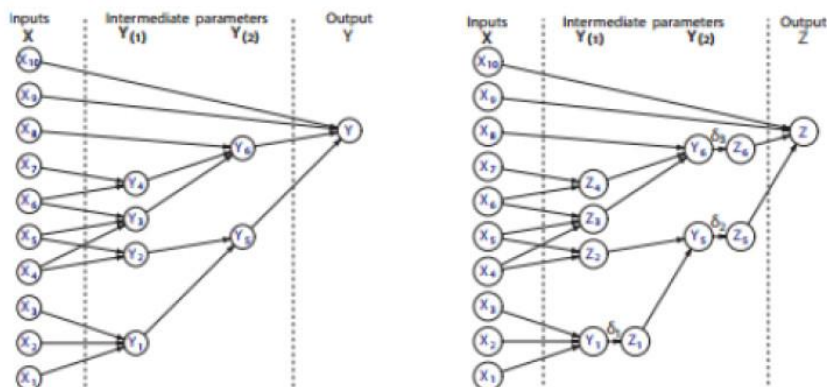 Inputs Intermediate parameters Output
X Y(1) Y(2) Y
X10
X9
X8
X7
X6
X5
X4
X3
X2
X1
Y4
Y3
Y2
Y1
Y6
Y5
Y
Inputs Intermediate parameters Output
X Y(1) Y(2) Z
X10
X9
X8
X7
X6
X5
X4
X3
X2
X1
Z4
Z3
Z2
Y1 δ1 Z1
Y6 δ3 Z6
Y5 δ2 Z5
Z